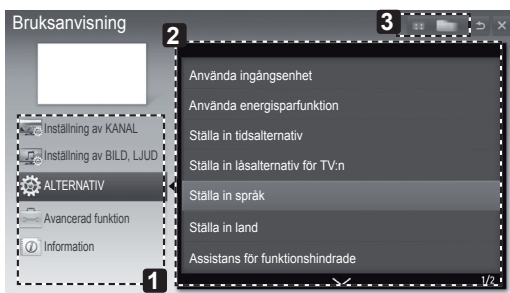 Bruksanvisning
2
3
Använda ingångsenhet
Använda energisparfunktion
Ställa in tidsalternativ
Ställa in låsalternativ för TV:n
Ställa in språk
Ställa in land
Assistans för funktionshindrade
1/2
Inställning av KANAL
Inställning av BILD, LJUD
ALTERNATIV
Avancerad funktion
Information
1